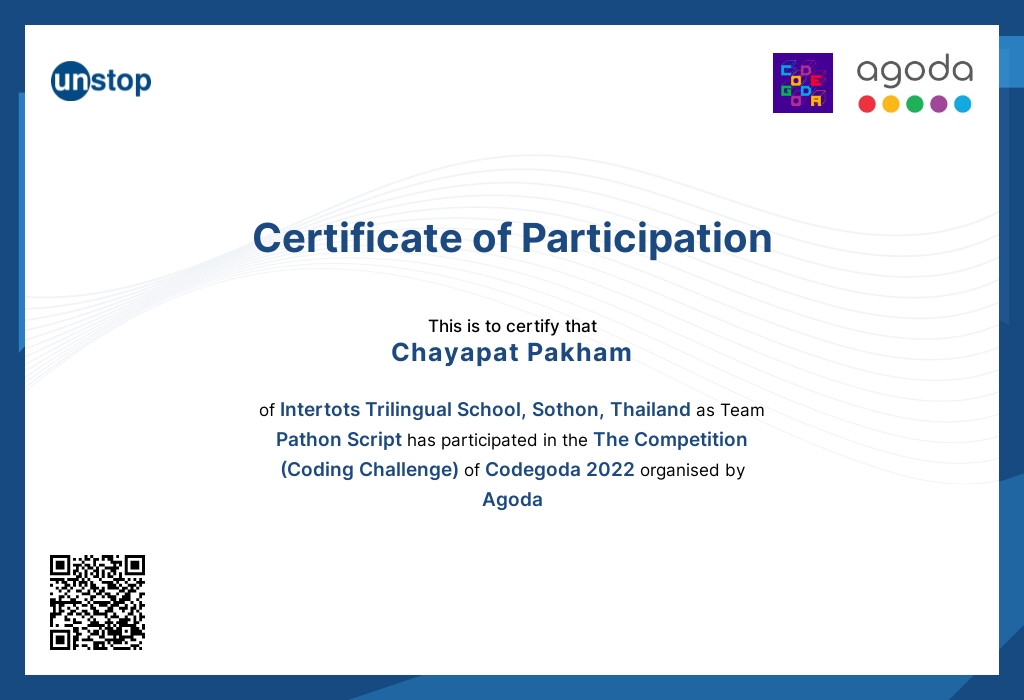 unstop
CODEGODA
agoda
Certificate of Participation
This is to certify that
Chayapat Pakham
of Intertots Trilingual School, Sothon, Thailand as Team
Pathon Script has participated in the The Competition
(Coding Challenge) of Codegoda 2022 organised by
Agoda